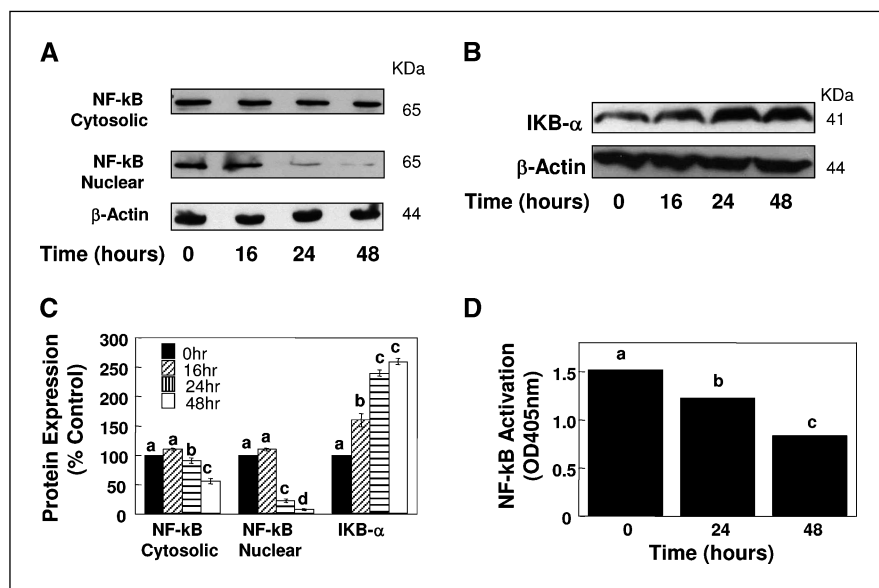 A
KDa
NF-kB
Cytosolic
65
NF-kB
Nuclear
65
β-Actin
44
Time (hours) 0 16 24 48
B
KDa
IKB-α
41
β-Actin
44
Time (hours) 0 16 24 48
C
Protein Expression
(% Control)
300
250
200
150
100
50
0
0hr
16hr
24hr
48hr
a a b c
a a c d
a b c c
NF-kB
Cytosolic
NF-kB
Nuclear
IKB-α
D
NF-kB Activation
(OD405nm)
1.5
1.0
0.5
0
a
b
c
0 24 48
Time (hours)